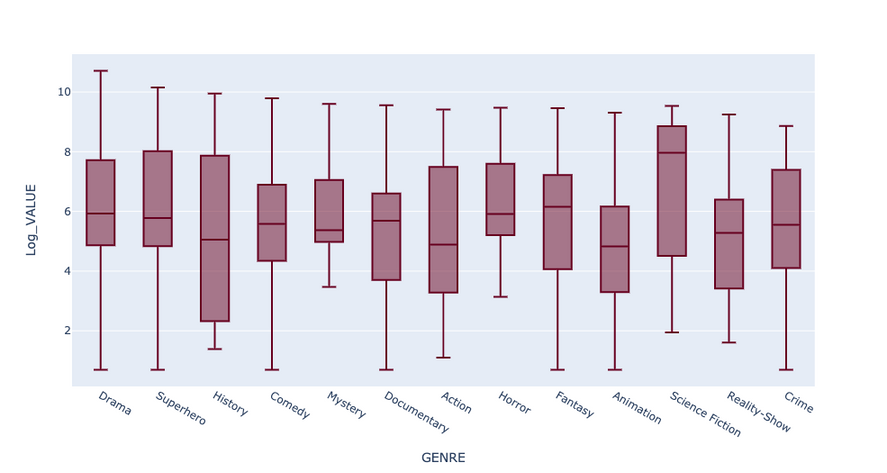 10
8
6
4
2
Log_VALUE
Drama
Superhero
History
Comedy
Mystery
Documentary
Action
Horror
Fantasy
Animation
Science Fiction
Reality-Show
Crime
GENRE